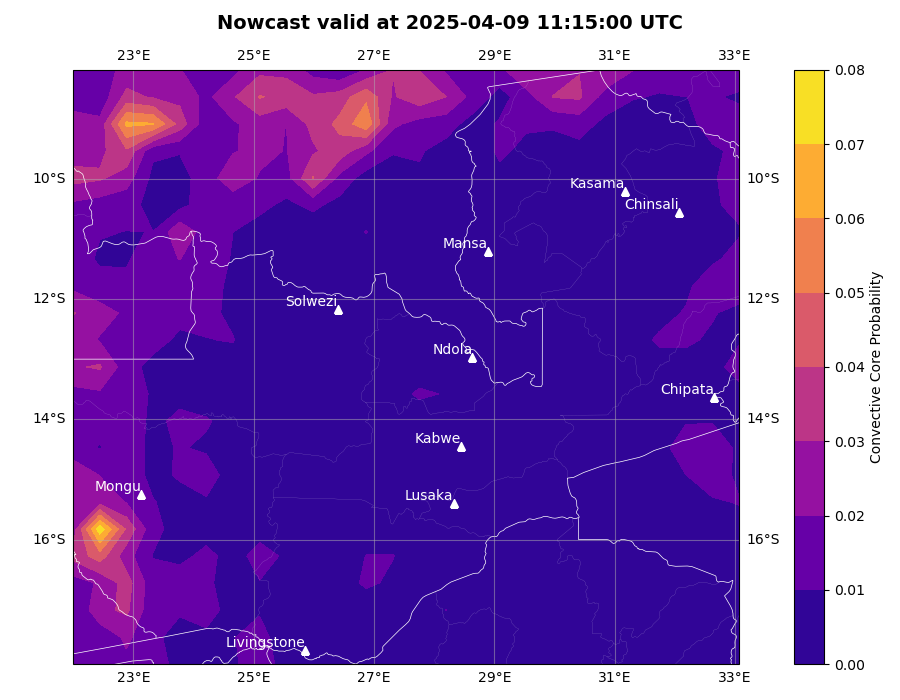 Nowcast valid at 2025-04-09 11:15:00 UTC
23°E 25°E 27°E 29°E 31°E 33°E
0.08
0.07
0.06
0.05
0.04
0.03
0.02
0.01
0.00
Convective Core Probability
10°S 10°S
12°S 12°S
14°S 14°S
16°S 16°S
Kasama
Chinsali
Mansa
Solwezi
Ndola
Chipata
Kabwe
Mongu
Lusaka
Livingstone
23°E 25°E 27°E 29°E 31°E 33°E